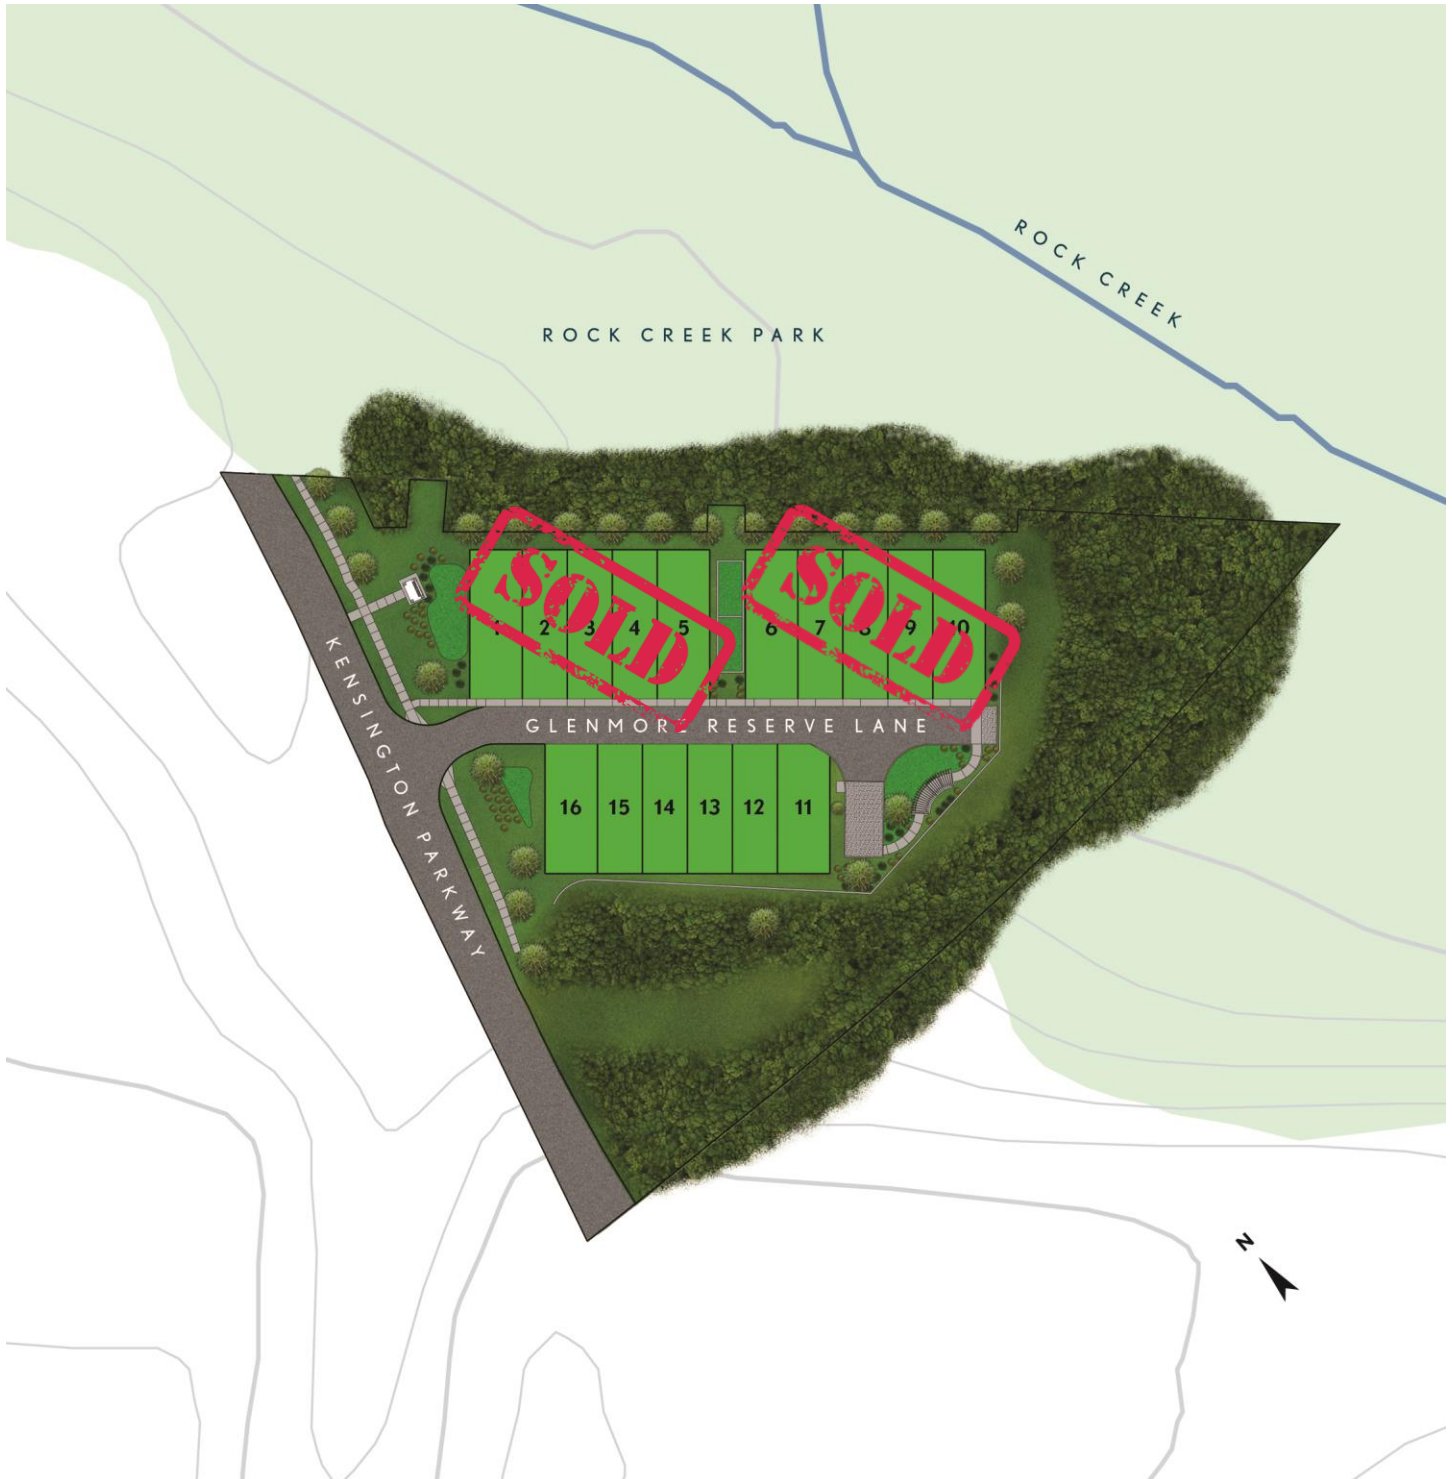 ROCK CREEK
ROCK CREEK PARK
SOLD
SOLD
1 2 3 4 5 6 7 8 9 10
GLENMORE RESERVE LANE
KENSINGTON PARKWAY
16 15 14 13 12 11
N